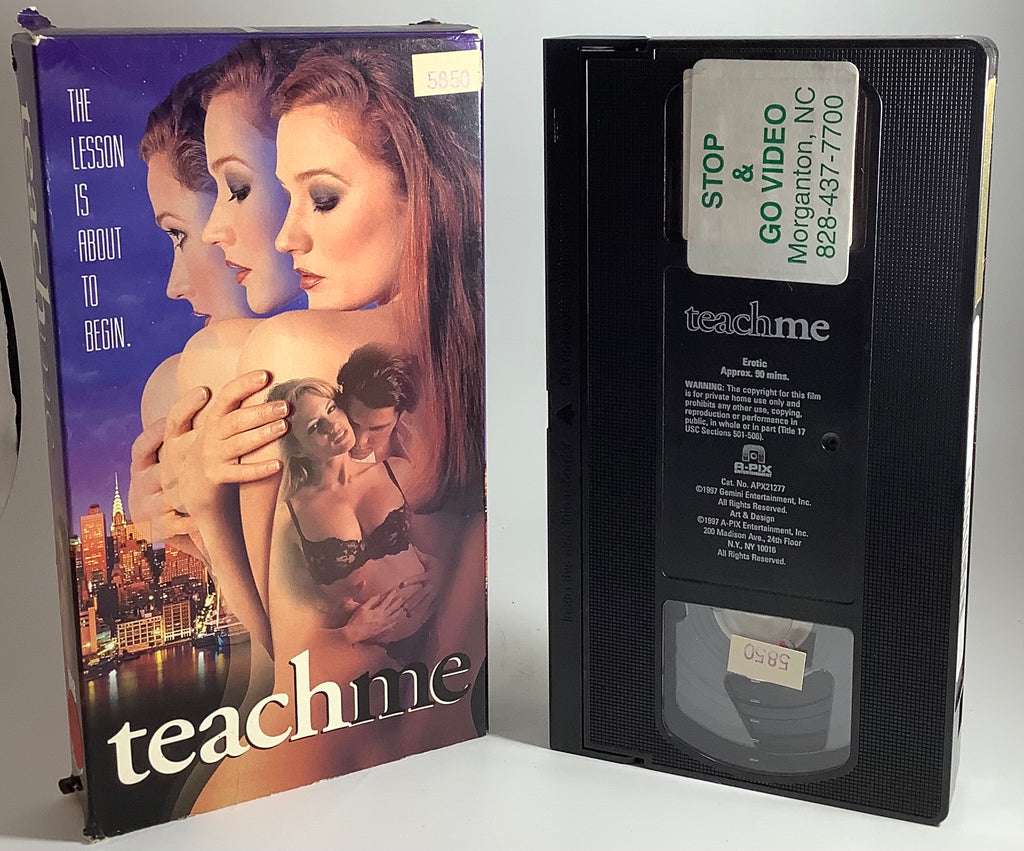 THE
LESSON
IS
ABOUT
TO
BEGIN.
5850
teachme
STOP
&
GO VIDEO
Morganton, NC
828-437-7700
teachme
Erotic
Approx. 90 mins.
WARNING: The copyright for this film
is for private home use only and
prohibits any other use, copying,
reproduction or performance in
public, in whole or in part (Title 17
USC Sections 501-506).
A-PIX
Cat. No. APX21277
©1997 Gemini Entertainment, Inc.
All Rights Reserved.
Art & Design
©1997 A-PIX Entertainment, Inc.
200 Madison Ave., 24th Floor
N.Y., NY 10016
All Rights Reserved.
5850